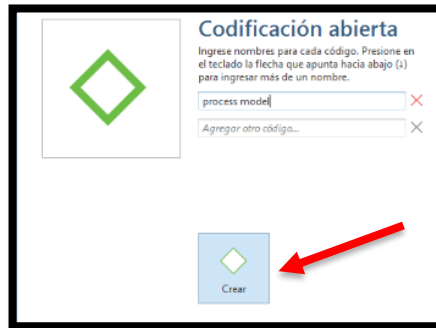 Codificación abierta
Ingrese nombres para cada código. Presione en
el teclado la flecha que apunta hacia abajo (↓)
para ingresar más de un nombre.
process model
Agregar otro código...
Crear